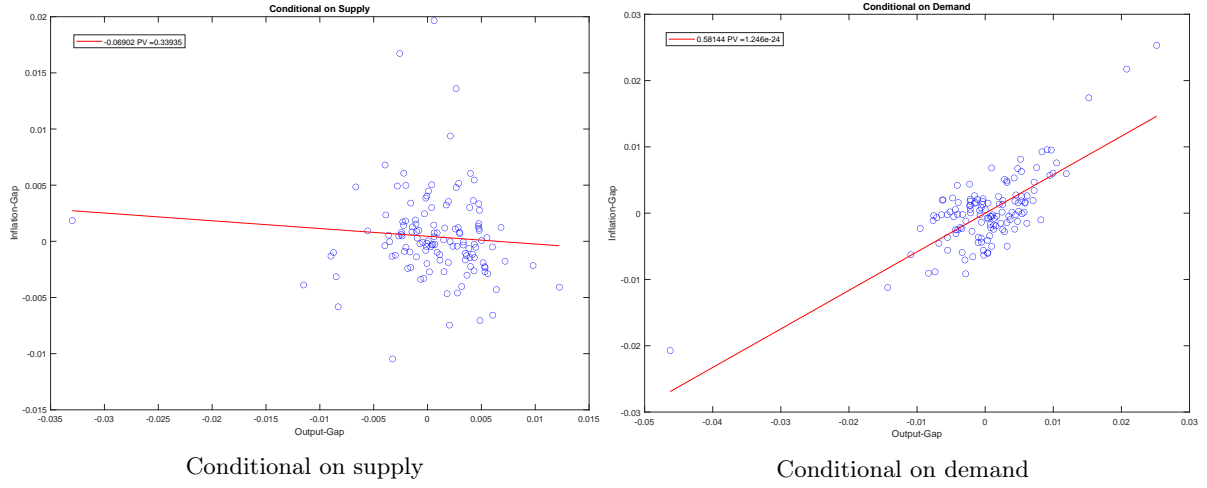 Conditional on Supply
-0.06902 PV =0.33935
0.02
0.015
0.01
0.005
0
-0.005
-0.01
-0.015
Inflation-Gap
-0.035 -0.03 -0.025 -0.02 -0.015 -0.01 -0.005 0 0.005 0.01 0.015
Output-Gap
Conditional on supply
Conditional on Demand
0.58144 PV =1.246e-24
0.03
0.02
0.01
0
-0.01
-0.02
-0.03
Inflation-Gap
-0.05 -0.04 -0.03 -0.02 -0.01 0 0.01 0.02 0.03
Output-Gap
Conditional on demand